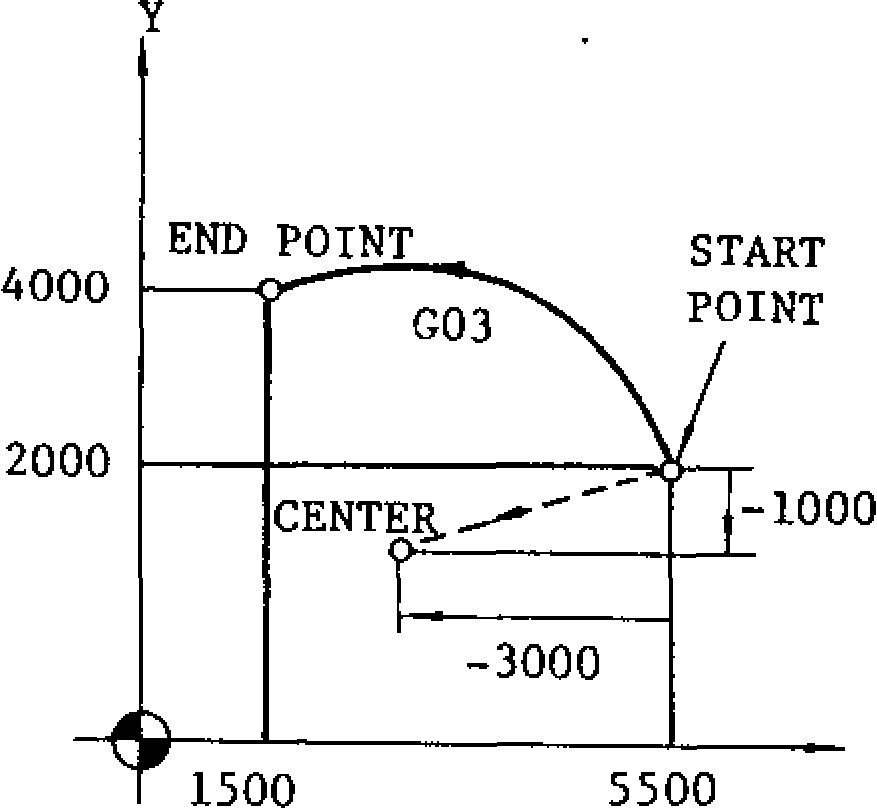 Y
END POINT
START
POINT
4000
G03
2000
CENTER
-1000
-3000
1500
5500